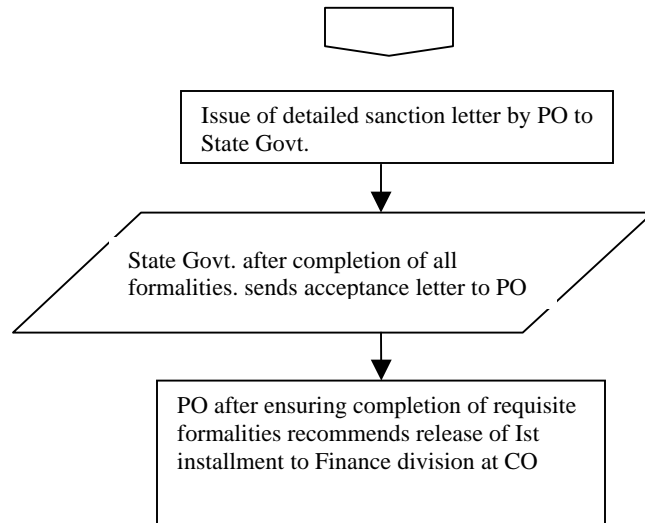 Issue of detailed sanction letter by PO to
State Govt.
State Govt. after completion of all
formalities. sends acceptance letter to PO
PO after ensuring completion of requisite
formalities recommends release of Ist
installment to Finance division at CO